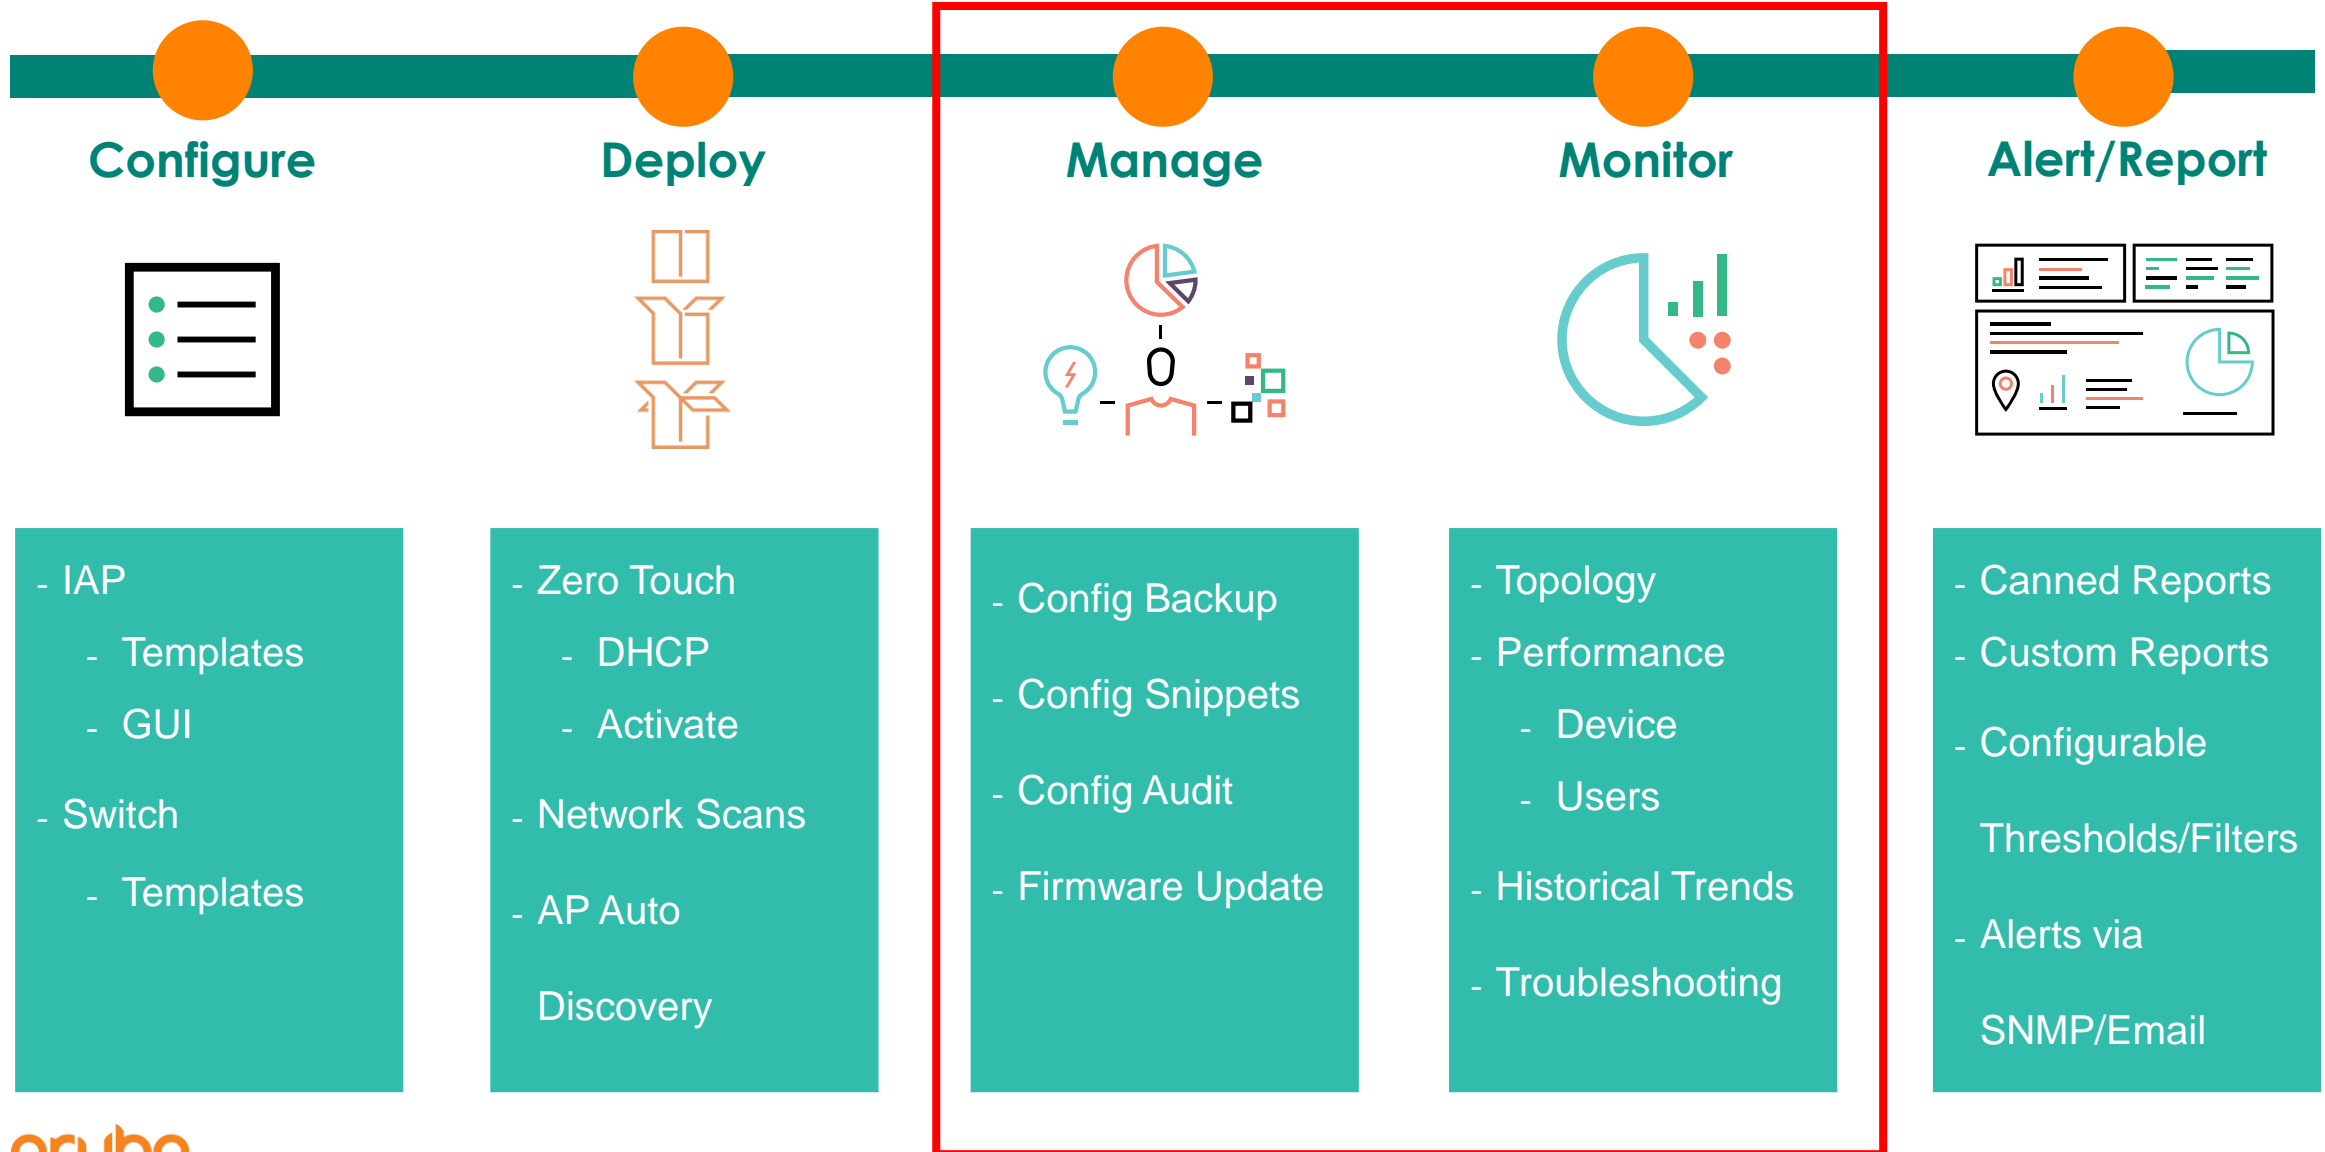 Configure
Deploy
Manage
Monitor
Alert/Report
- IAP
- Templates
- GUI
- Switch
- Templates
- Zero Touch
- DHCP
- Activate
- Network Scans
- AP Auto
Discovery
- Config Backup
- Config Snippets
- Config Audit
- Firmware Update
- Topology
- Performance
- Device
- Users
- Historical Trends
- Troubleshooting
- Canned Reports
- Custom Reports
- Configurable
Thresholds/Filters
- Alerts via
SNMP/Email
aruba